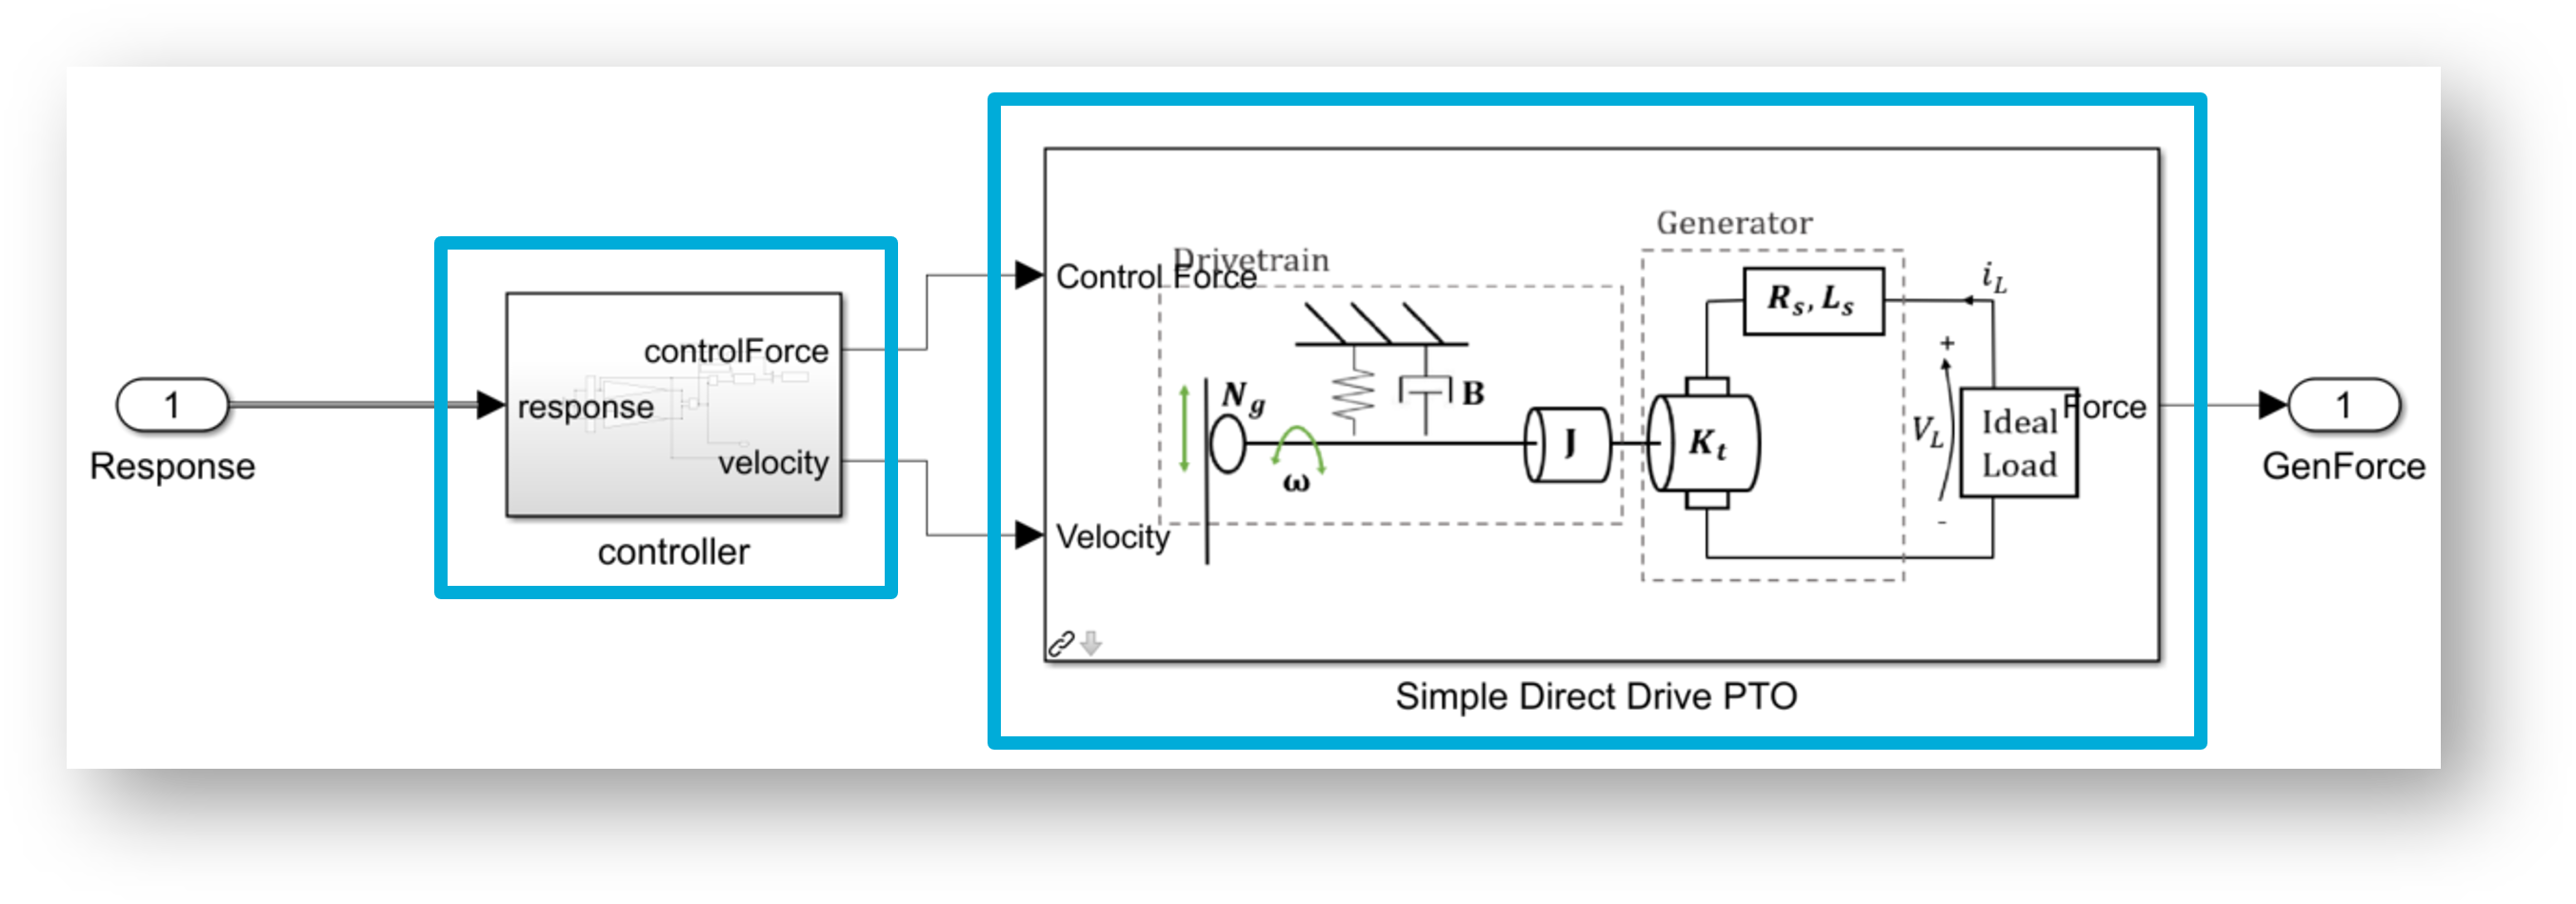 1
Response
response
controlForce
velocity
controller
Control Force
Velocity
Drivetrain
N_g
ω
B
J
Generator
R_s, L_s
K_t
i_L
+
V_L
-
Ideal
Load
Force
Simple Direct Drive PTO
1
GenForce